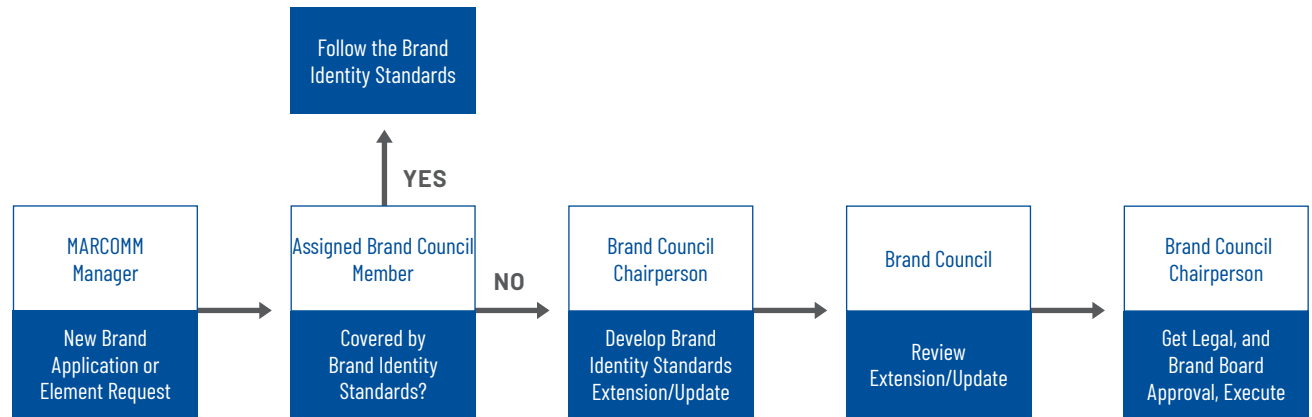 Follow the Brand
Identity Standards
YES
MARCOMM
Manager
New Brand
Application or
Element Request
Assigned Brand Council
Member
Covered by
Brand Identity
Standards?
NO
Brand Council
Chairperson
Develop Brand
Identity Standards
Extension/Update
Brand Council
Review
Extension/Update
Brand Council
Chairperson
Get Legal, and
Brand Board
Approval, Execute